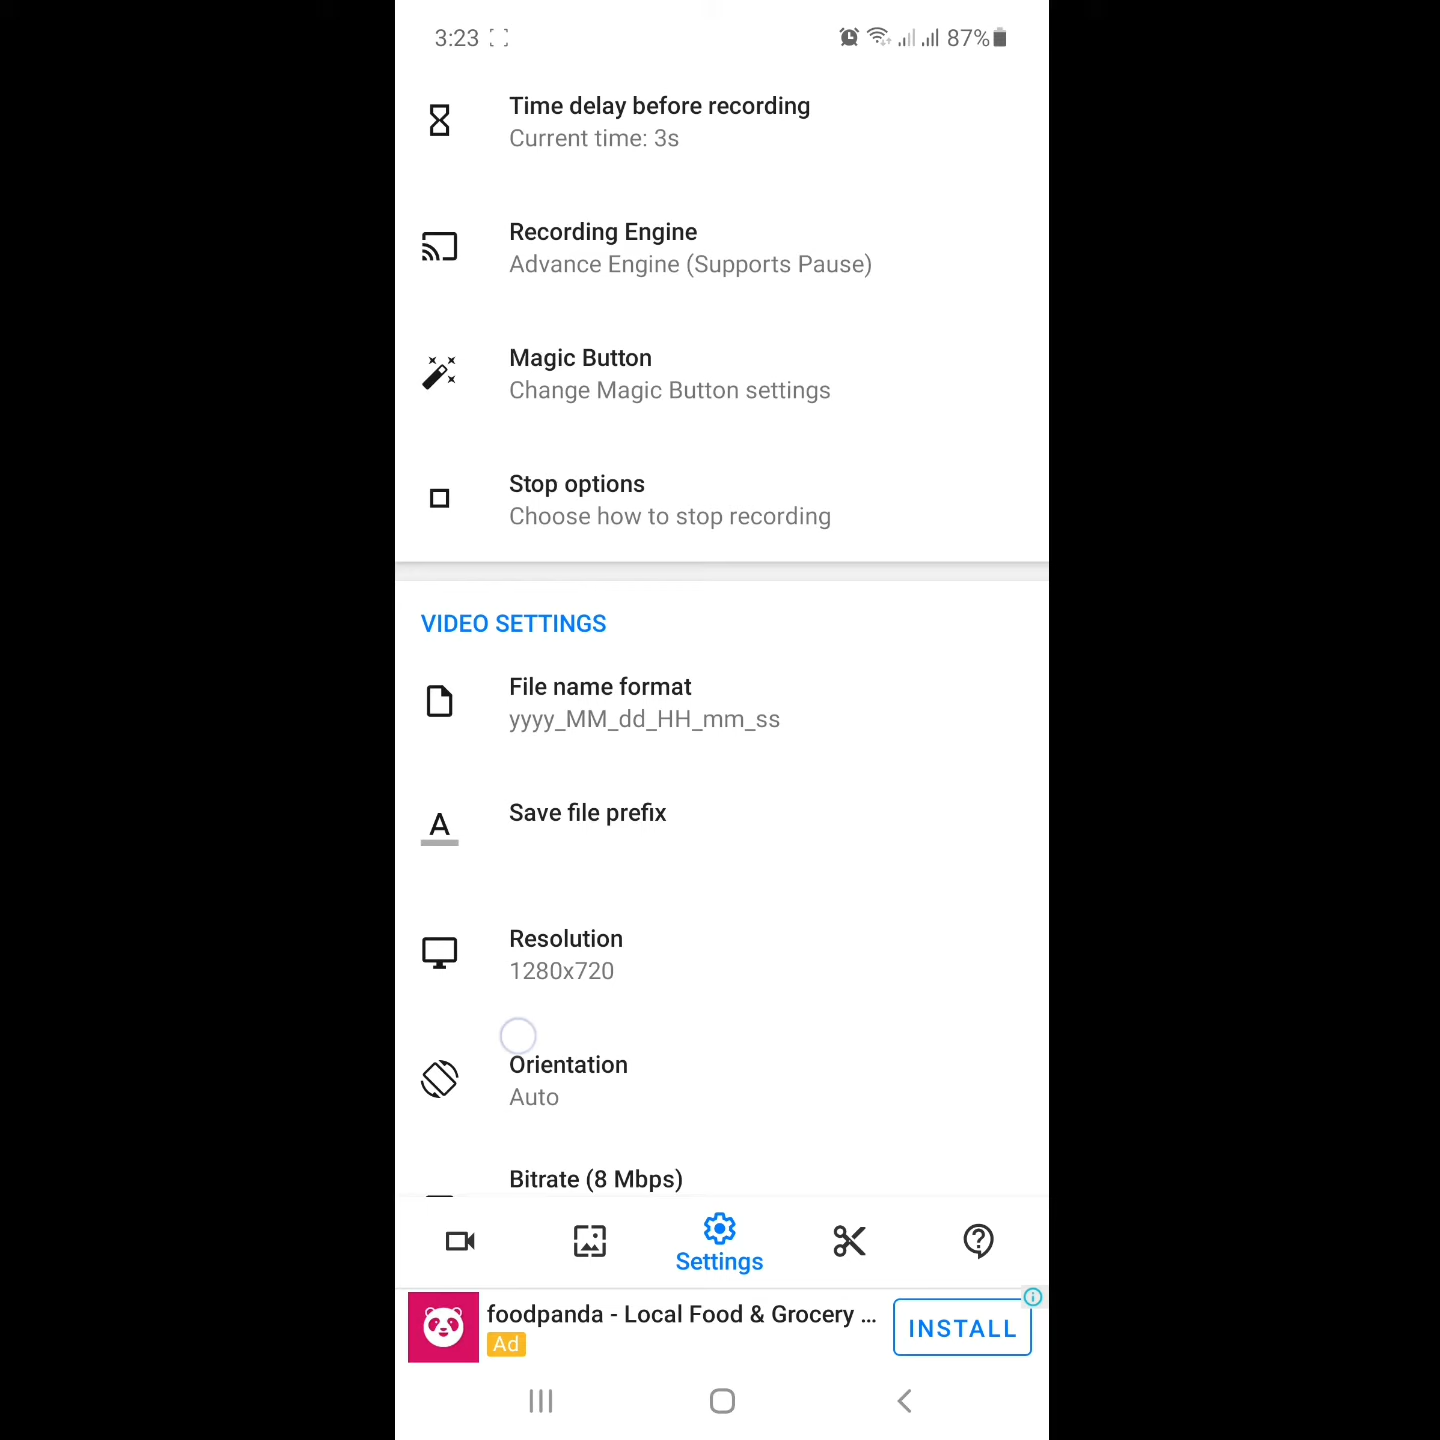 3:23 87%
Time delay before recording
Current time: 3s
Recording Engine
Advance Engine (Supports Pause)
Magic Button
Change Magic Button settings
Stop options
Choose how to stop recording
VIDEO SETTINGS
File name format
yyyy_MM_dd_HH_mm_ss
A
Save file prefix
Resolution
1280x720
Orientation
Auto
Bitrate (8 Mbps)
Settings
foodpanda - Local Food & Grocery ...
Ad
INSTALL